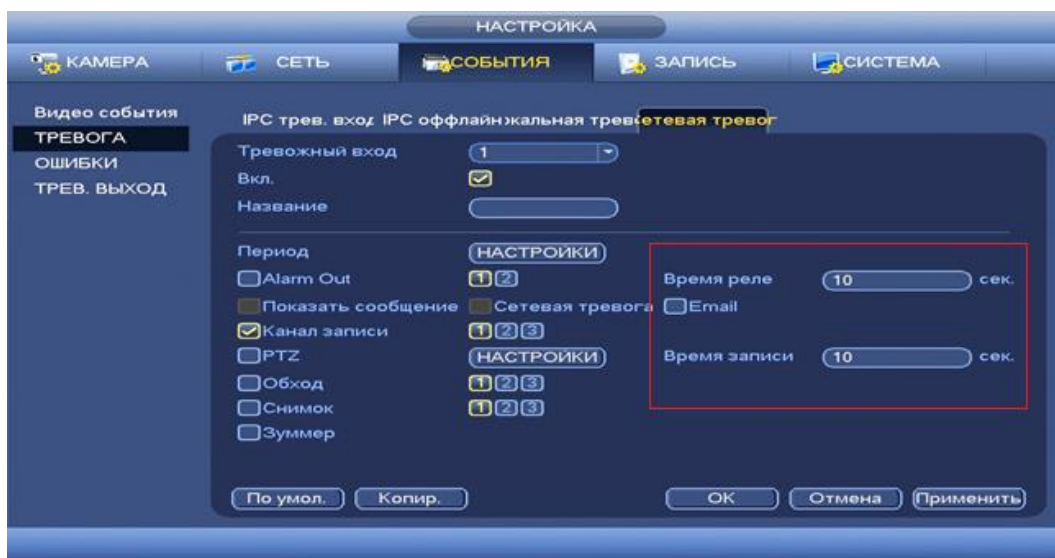 НАСТРОЙКА
КАМЕРА СЕТЬ СОБЫТИЯ ЗАПИСЬ СИСТЕМА
Видео события
ТРЕВОГА
ОШИБКИ
ТРЕВ. ВЫХОД
IPC трев. вход IPC оффлайн жальная трев етевая тревог
Тревожный вход 1
Вкл.
Название
Период НАСТРОЙКИ
Alarm Out 1 2 Время реле 10 сек.
Показать сообщение Сетевая тревога Email
Канал записи 1 2 3
PTZ НАСТРОЙКИ Время записи 10 сек.
Обход 1 2 3
Снимок 1 2 3
Зуммер
По умол. Копир. OK Отмена Применить